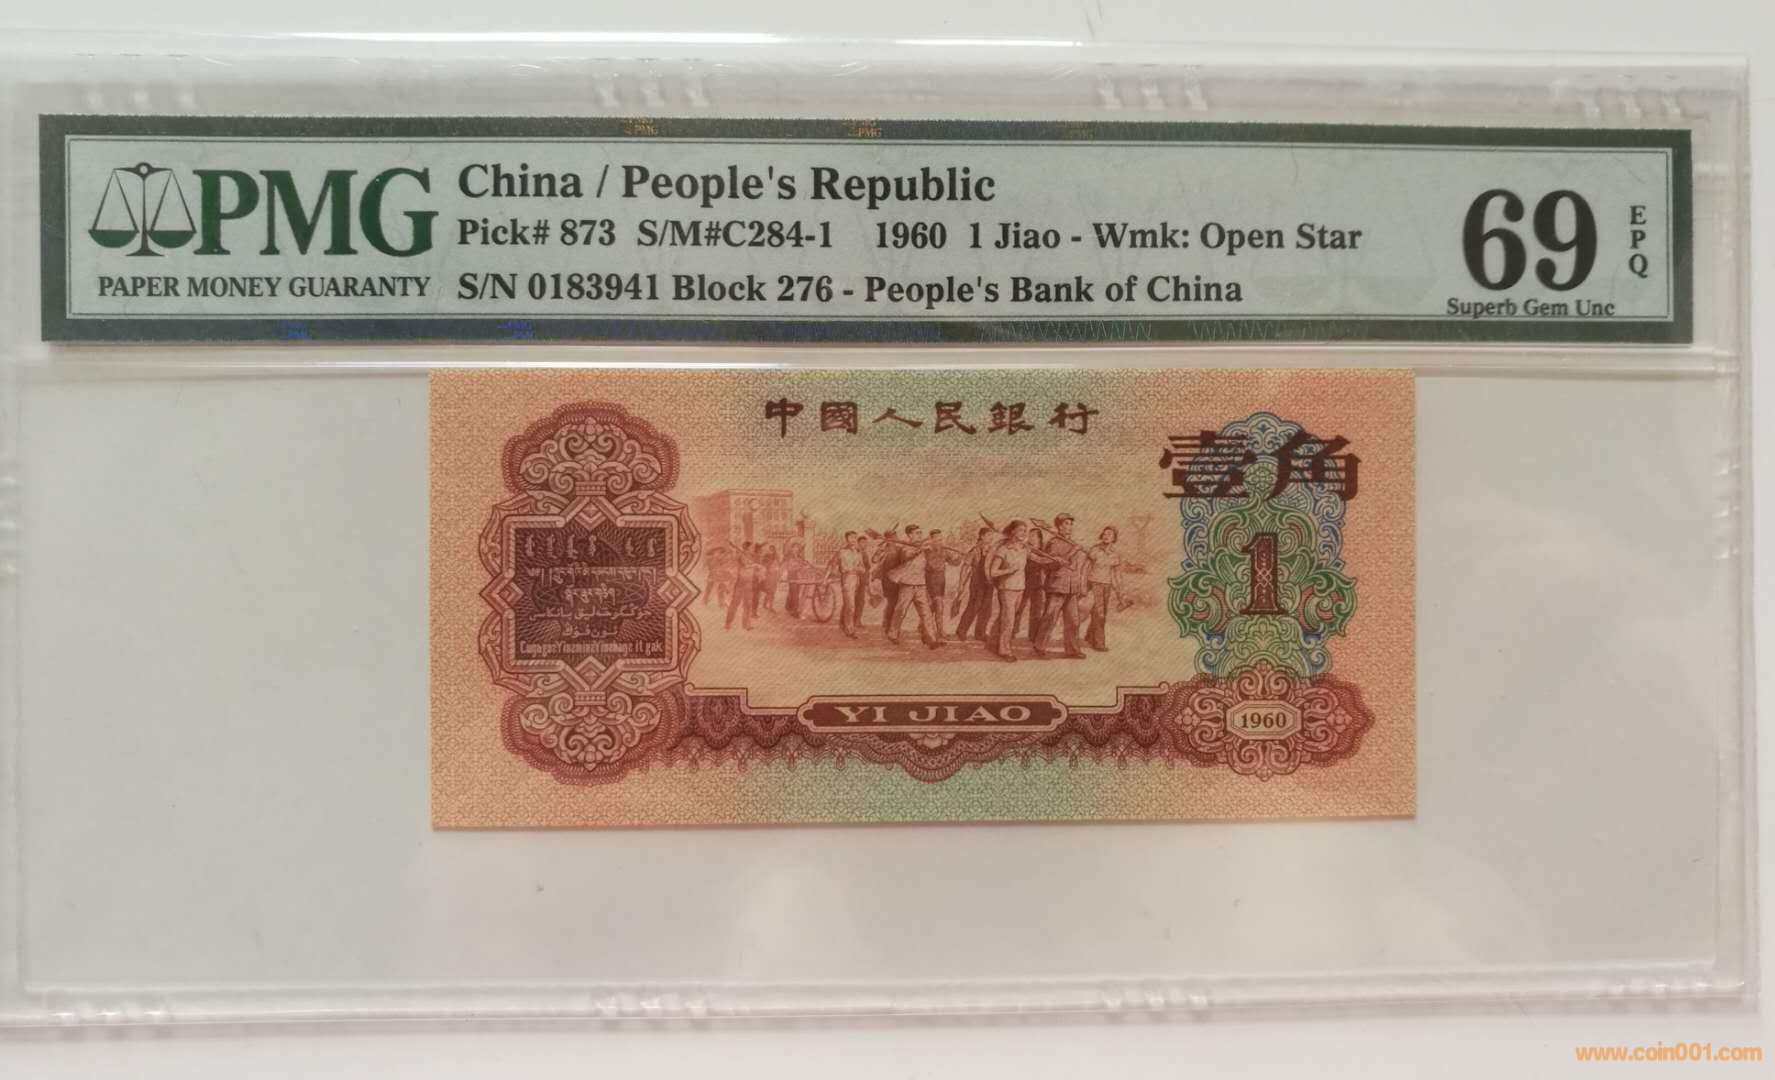 PMG
PAPER MONEY GUARANTY
China / People's Republic
Pick# 873 S/M#C284-1 1960 1 Jiao - Wmk: Open Star
S/N 0183941 Block 276 - People's Bank of China
69
EPQ
Superb Gem Unc
中國人民銀行
壹角
1
YI JIAO
1960
www.coin001.com